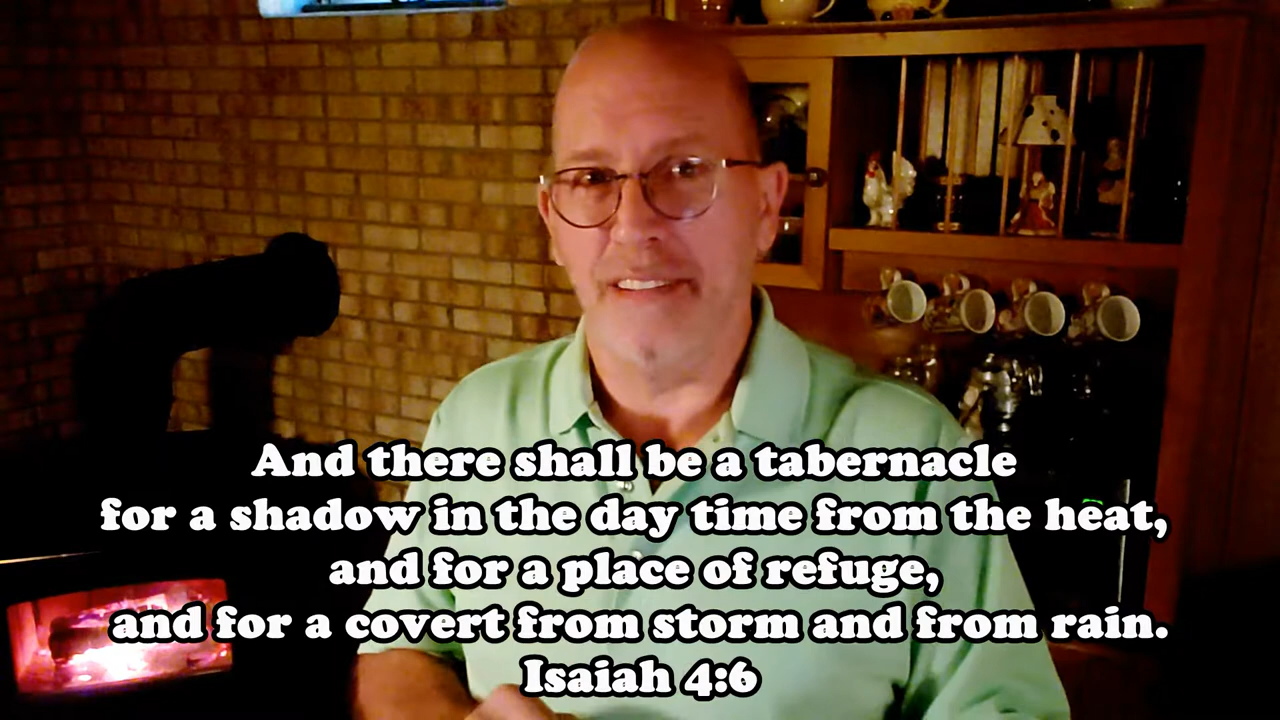 And there shall be a tabernacle
for a shadow in the day time from the heat,
and for a place of refuge,
and for a covert from storm and from rain.
Isaiah 4:6